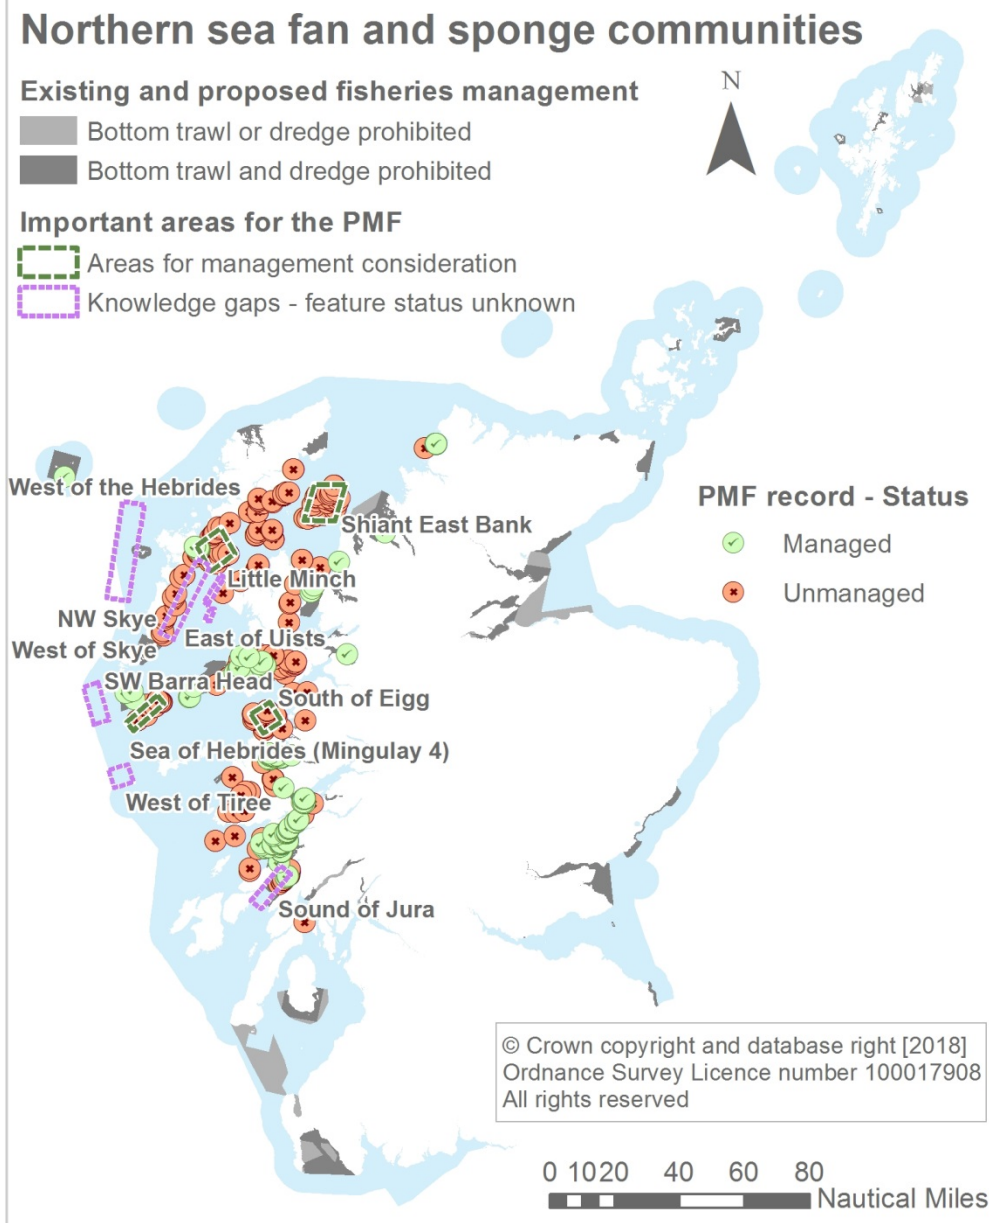 Northern sea fan and sponge communities
Existing and proposed fisheries management
Bottom trawl or dredge prohibited
Bottom trawl and dredge prohibited
Important areas for the PMF
Areas for management consideration
Knowledge gaps - feature status unknown
N
West of the Hebrides
Shiant East Bank
Little Minch
NW Skye
East of Uists
West of Skye
SW Barra Head
South of Eigg
Sea of Hebrides (Mingulay 4)
West of Tiree
Sound of Jura
PMF record - Status
Managed
Unmanaged
© Crown copyright and database right [2018]
Ordnance Survey Licence number 100017908
All rights reserved
0 10 20 40 60 80
Nautical Miles